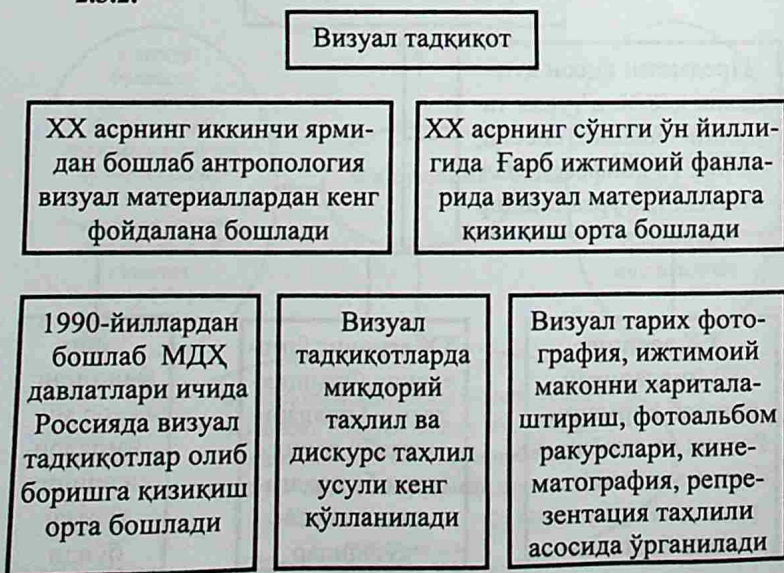 Визуал тадқиқот
XX асрнинг иккинчи ярми-
дан бошлаб антропология
визуал материаллардан кенг
фойдалана бошлади
XX асрнинг сўнгги ўн йилли-
гида Ғарб ижтимоий фанла-
рида визуал материалларга
қизиқиш орта бошлади
1990-йиллардан
бошлаб МДХ
давлатлари ичида
Россияда визуал
тадқиқотлар олиб
боришга қизиқиш
орта бошлади
Визуал
тадқиқотларда
миқдорий
таҳлил ва
дискурс таҳлил
усули кенг
қўлланилади
Визуал тарих фото-
графия, ижтимоий
маконни харитала-
штириш, фотоальбом
ракурслари, кине-
матография, репре-
зентация таҳлили
асосида ўрганилади